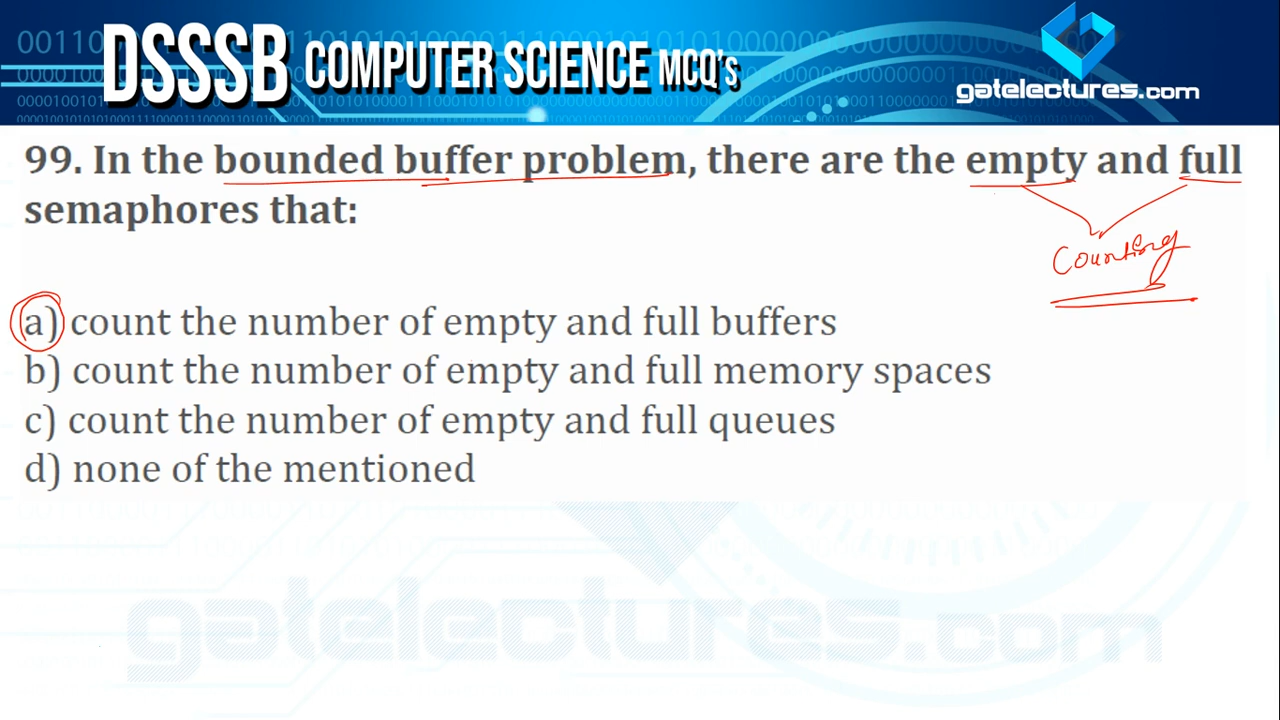 DSSSB COMPUTER SCIENCE MCQ's
gatelectures.com
99. In the bounded buffer problem, there are the empty and full
semaphores that:
Counting
a) count the number of empty and full buffers
b) count the number of empty and full memory spaces
c) count the number of empty and full queues
d) none of the mentioned
gatelectures.com